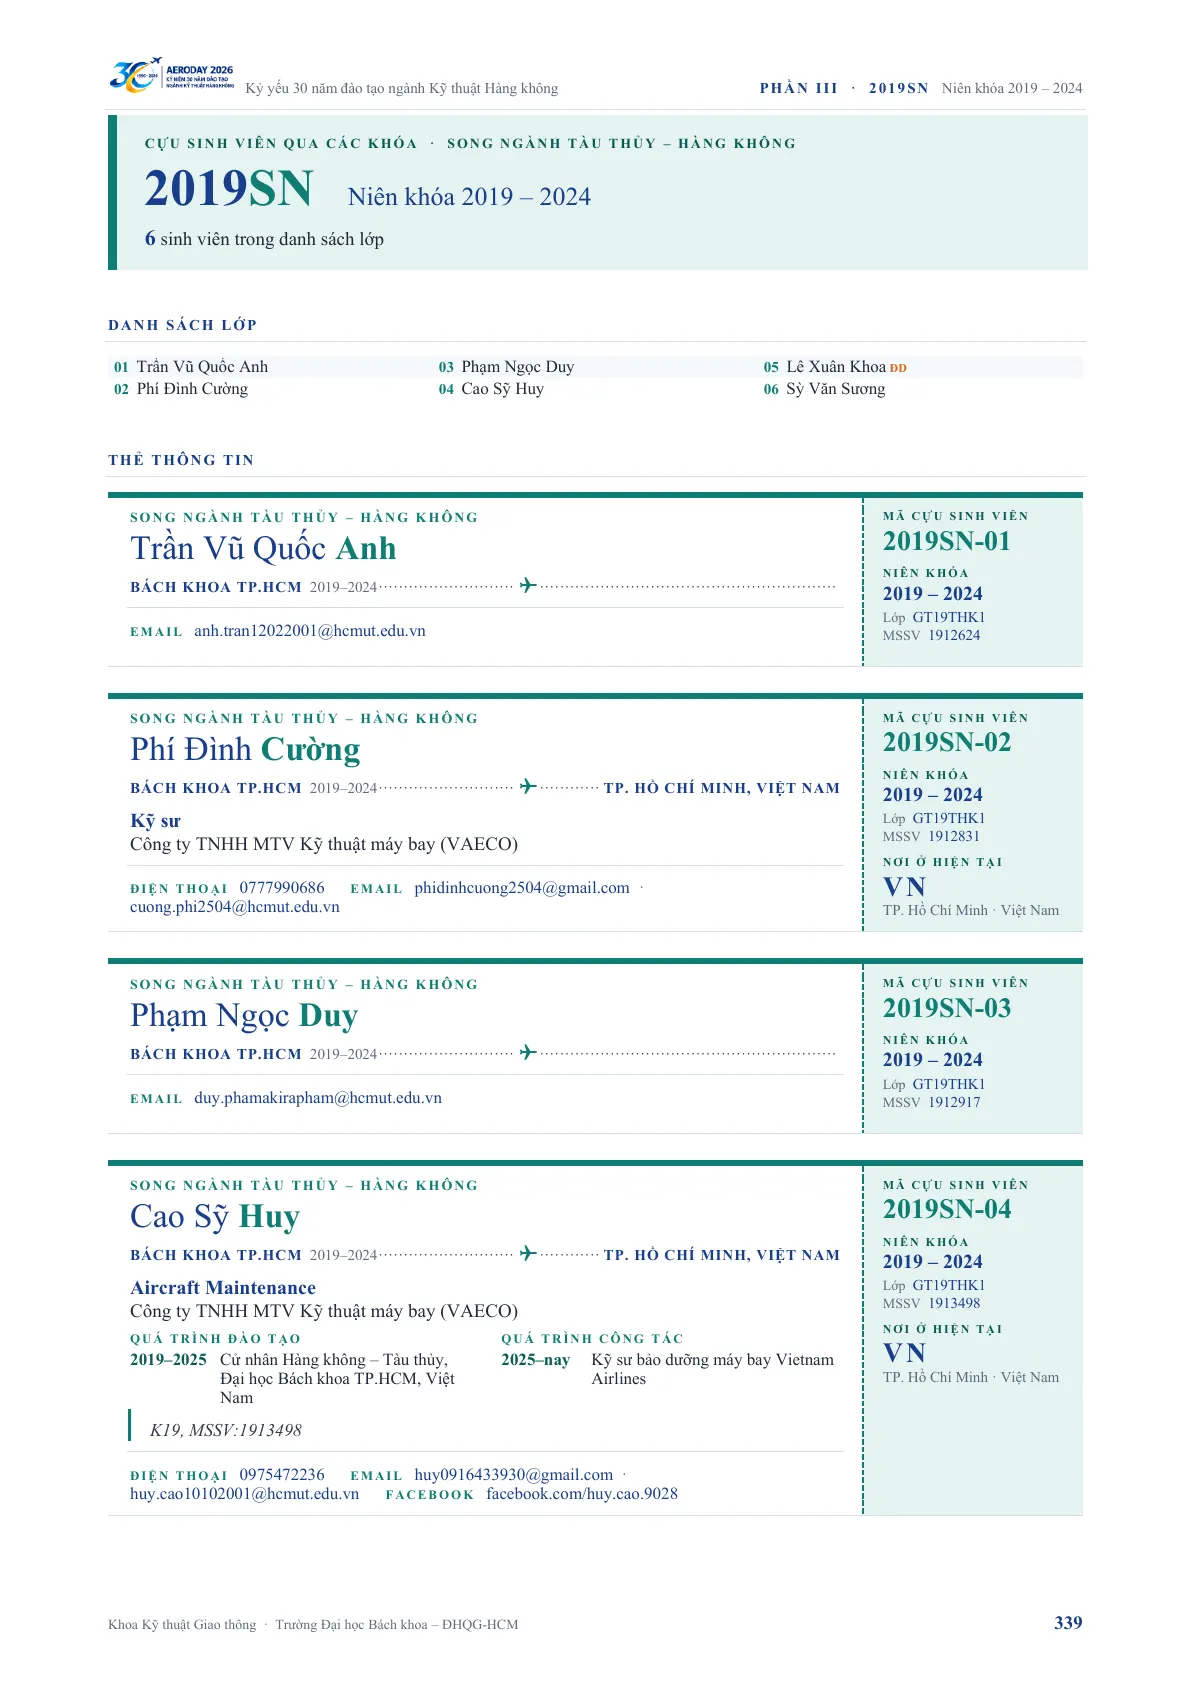 30 1996 - 2026 AERODAY 2026
KỶ NIỆM 30 NĂM ĐÀO TẠO
NGÀNH KỸ THUẬT HÀNG KHÔNG
Kỷ yếu 30 năm đào tạo ngành Kỹ thuật Hàng không
PHẦN III · 2019SN Niên khóa 2019 – 2024
CỰU SINH VIÊN QUA CÁC KHÓA · SONG NGÀNH TÀU THỦY – HÀNG KHÔNG
2019SN Niên khóa 2019 – 2024
6 sinh viên trong danh sách lớp
DANH SÁCH LỚP
01 Trần Vũ Quốc Anh
02 Phí Đình Cường
03 Phạm Ngọc Duy
04 Cao Sỹ Huy
05 Lê Xuân Khoa ĐD
06 Sỳ Văn Sương
THẺ THÔNG TIN
SONG NGÀNH TÀU THỦY – HÀNG KHÔNG
Trần Vũ Quốc Anh
BÁCH KHOA TP.HCM 2019–2024
EMAIL anh.tran12022001@hcmut.edu.vn
MÃ CỰU SINH VIÊN
2019SN-01
NIÊN KHÓA
2019 – 2024
Lớp GT19THK1
MSSV 1912624
SONG NGÀNH TÀU THỦY – HÀNG KHÔNG
Phí Đình Cường
BÁCH KHOA TP.HCM 2019–2024 TP. HỒ CHÍ MINH, VIỆT NAM
Kỹ sư
Công ty TNHH MTV Kỹ thuật máy bay (VAECO)
ĐIỆN THOẠI 0777990686 EMAIL phidinhcuong2504@gmail.com ·
cuong.phi2504@hcmut.edu.vn
MÃ CỰU SINH VIÊN
2019SN-02
NIÊN KHÓA
2019 – 2024
Lớp GT19THK1
MSSV 1912831
NƠI Ở HIỆN TẠI
VN
TP. Hồ Chí Minh · Việt Nam
SONG NGÀNH TÀU THỦY – HÀNG KHÔNG
Phạm Ngọc Duy
BÁCH KHOA TP.HCM 2019–2024
EMAIL duy.phamakirapham@hcmut.edu.vn
MÃ CỰU SINH VIÊN
2019SN-03
NIÊN KHÓA
2019 – 2024
Lớp GT19THK1
MSSV 1912917
SONG NGÀNH TÀU THỦY – HÀNG KHÔNG
Cao Sỹ Huy
BÁCH KHOA TP.HCM 2019–2024 TP. HỒ CHÍ MINH, VIỆT NAM
Aircraft Maintenance
Công ty TNHH MTV Kỹ thuật máy bay (VAECO)
QUÁ TRÌNH ĐÀO TẠO
2019–2025 Cử nhân Hàng không – Tàu thủy,
Đại học Bách khoa TP.HCM, Việt
Nam
QUÁ TRÌNH CÔNG TÁC
2025–nay Kỹ sư bảo dưỡng máy bay Vietnam
Airlines
K19, MSSV:1913498
ĐIỆN THOẠI 0975472236 EMAIL huy0916433930@gmail.com ·
huy.cao10102001@hcmut.edu.vn FACEBOOK facebook.com/huy.cao.9028
MÃ CỰU SINH VIÊN
2019SN-04
NIÊN KHÓA
2019 – 2024
Lớp GT19THK1
MSSV 1913498
NƠI Ở HIỆN TẠI
VN
TP. Hồ Chí Minh · Việt Nam
Khoa Kỹ thuật Giao thông · Trường Đại học Bách khoa – ĐHQG-HCM
339